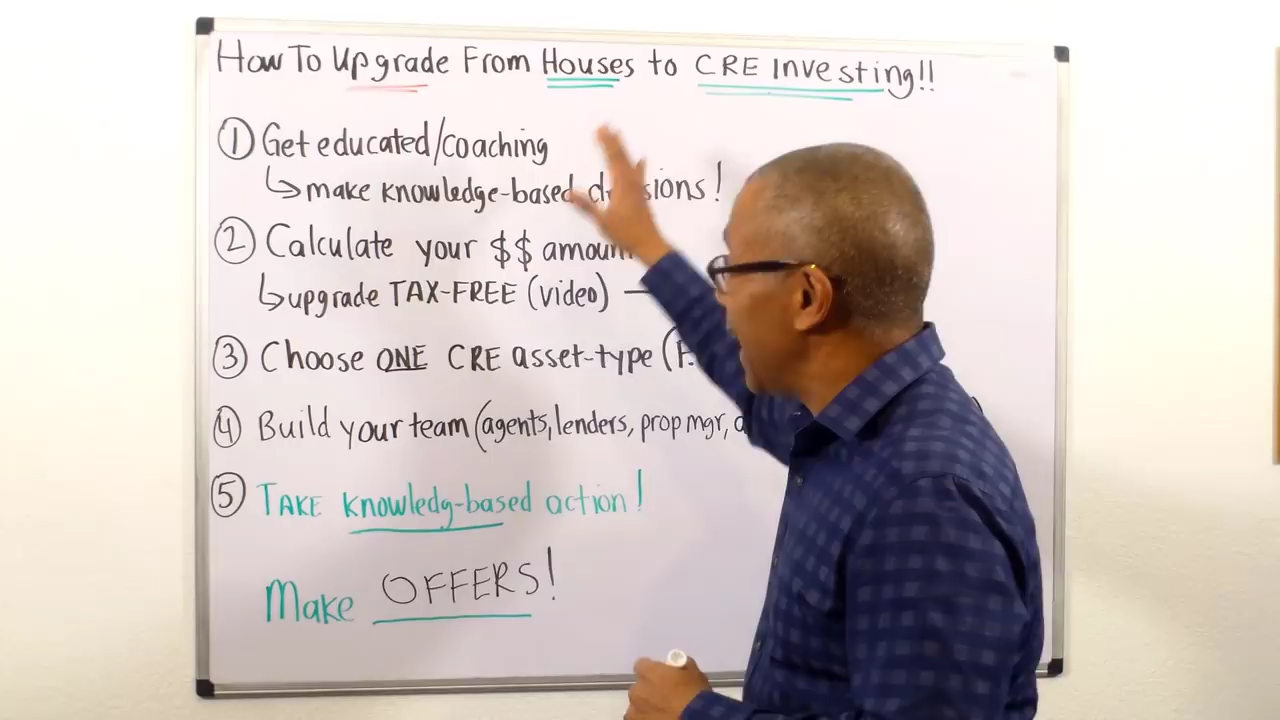 How To Upgrade From Houses to CRE Investing!!
① Get educated/coaching
↳ make knowledge-based !
② Calculate your $$
↳ upgrade TAX-FREE (video) —
③ Choose ONE CRE asset-type (
④ Build your team (agents, lenders, prop mgr,
⑤ TAKE knowledg-based action!
Make OFFERS!